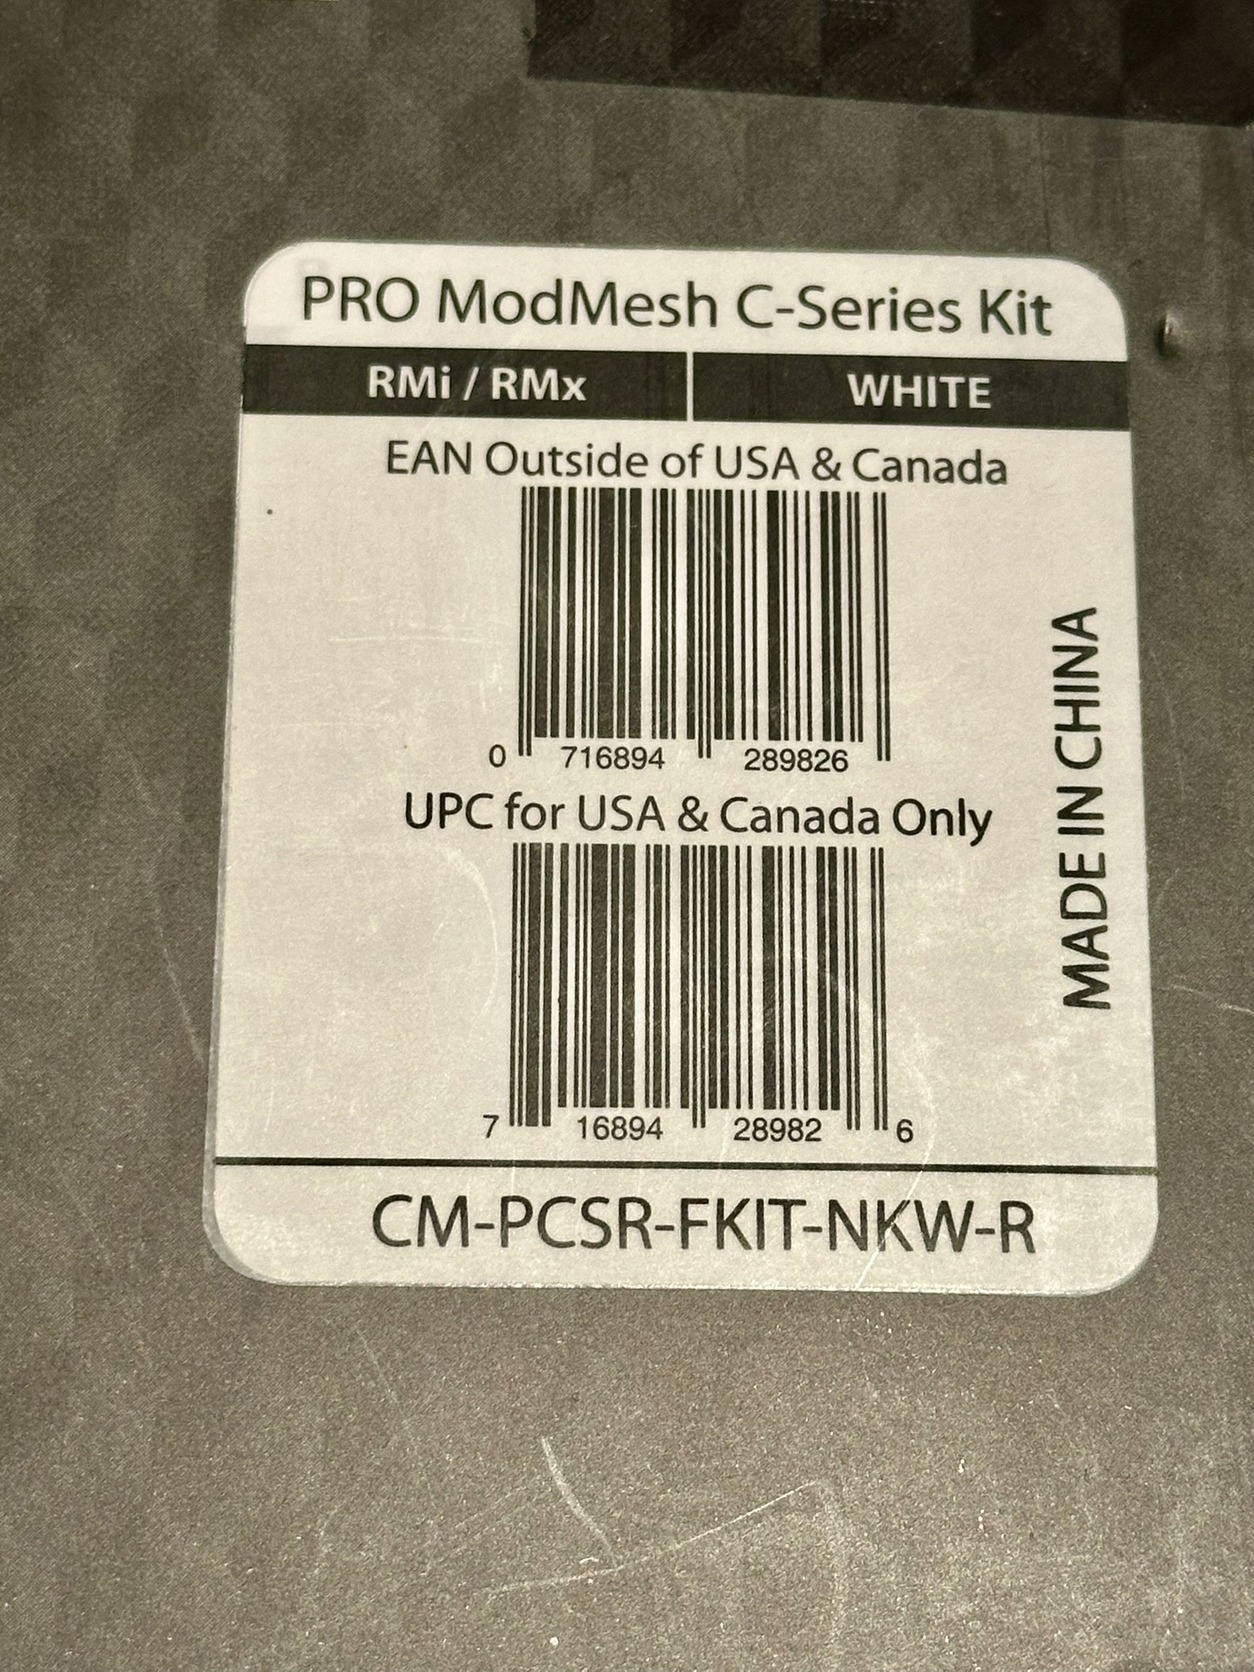 PRO ModMesh C-Series Kit
RMi / RMx WHITE
EAN Outside of USA & Canada
0 716894 289826
UPC for USA & Canada Only
7 16894 28982 6
MADE IN CHINA
CM-PCSR-FKIT-NKW-R